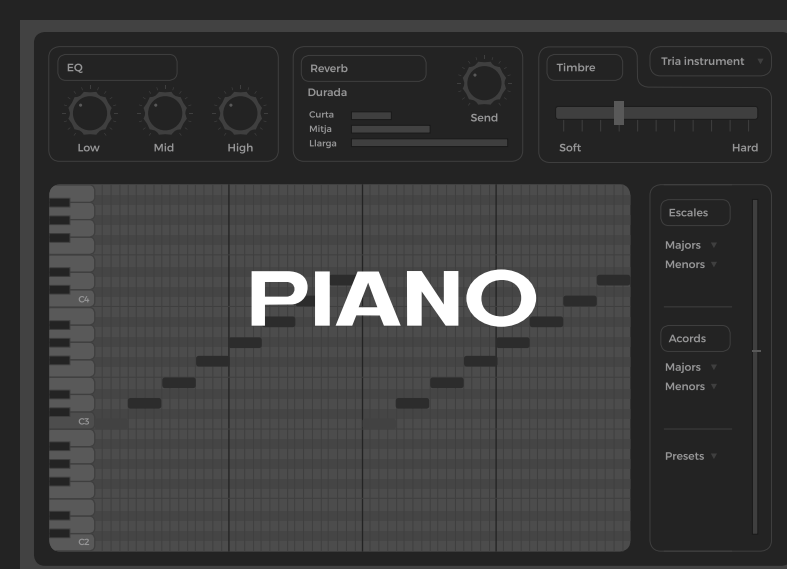 EQ
Low Mid High
Reverb
Durada
Curta
Mitja
Llarga
Send
Timbre
Tria instrument
Soft Hard
C4
C3
C2
PIANO
Escales
Majors
Menors
Acords
Majors
Menors
Presets